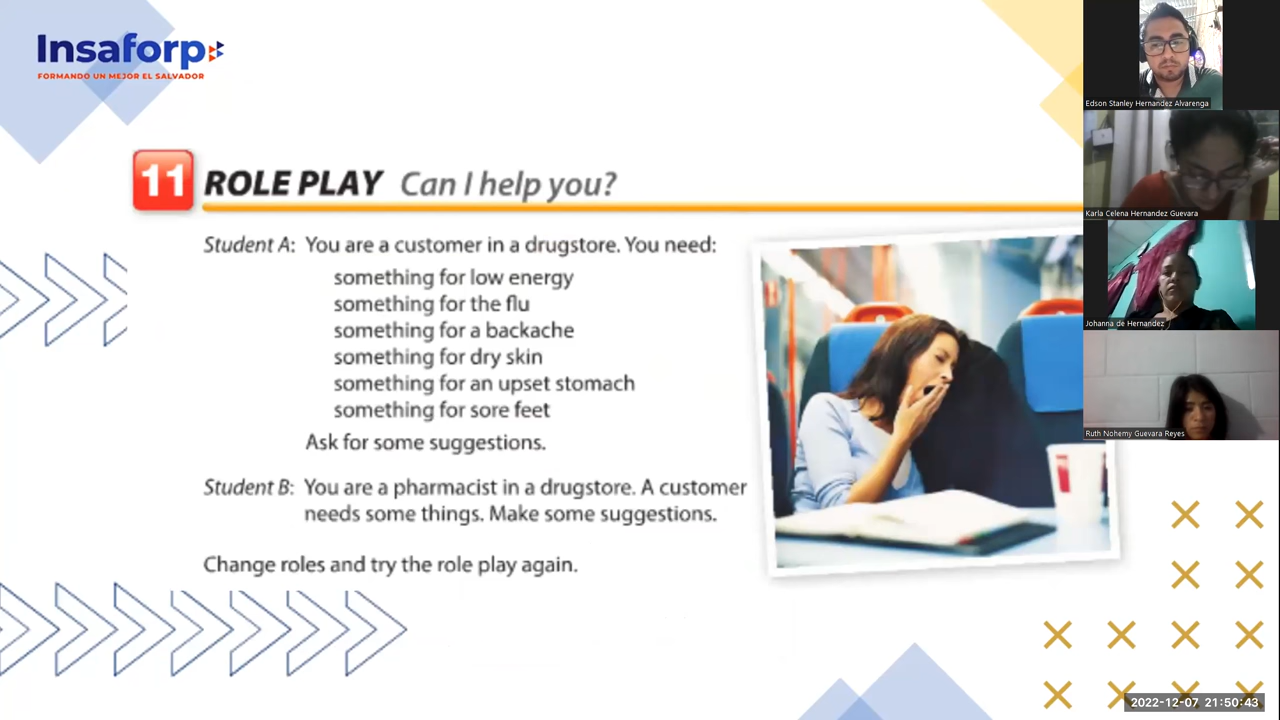 Insaforp
FORMANDO UN MEJOR EL SALVADOR
11 ROLE PLAY Can I help you?
Student A: You are a customer in a drugstore. You need:
something for low energy
something for the flu
something for a backache
something for dry skin
something for an upset stomach
something for sore feet
Ask for some suggestions.
Student B: You are a pharmacist in a drugstore. A customer
needs some things. Make some suggestions.
Change roles and try the role play again.
Edson Stanley Hernandez Alvarenga
Karla Celena Hernandez Guevara
Johanna de Hernandez
Ruth Nohemy Guevara Reyes
2022-12-07 21:50:43